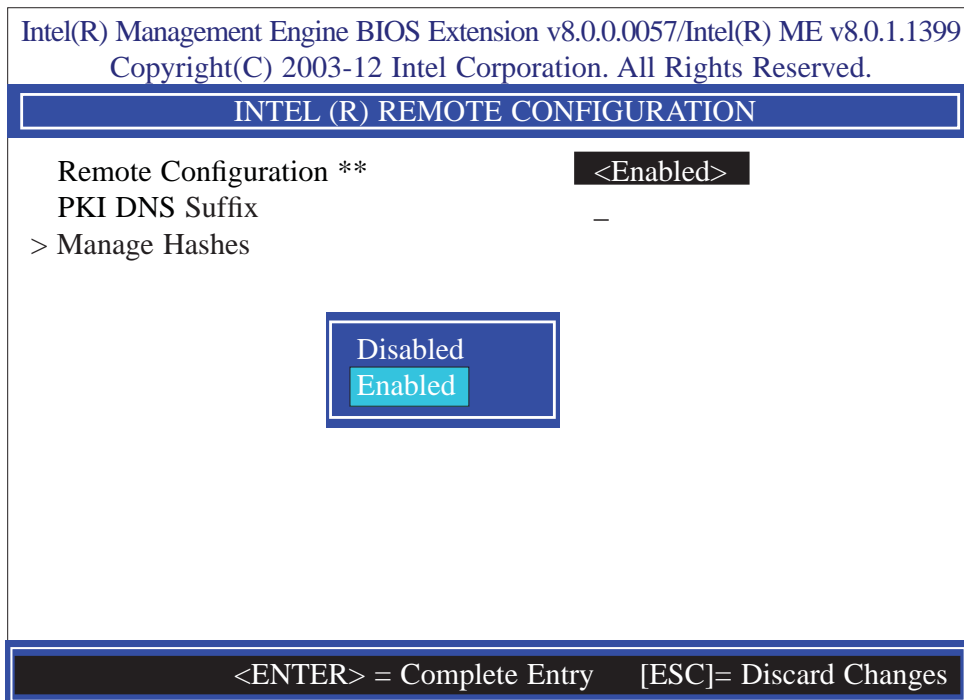 Intel(R) Management Engine BIOS Extension v8.0.0.0057/Intel(R) ME v8.0.1.1399
Copyright(C) 2003-12 Intel Corporation. All Rights Reserved.
INTEL (R) REMOTE CONFIGURATION
Remote Configuration ** <Enabled>
PKI DNS Suffix _
> Manage Hashes
Disabled
Enabled
<ENTER> = Complete Entry [ESC]= Discard Changes